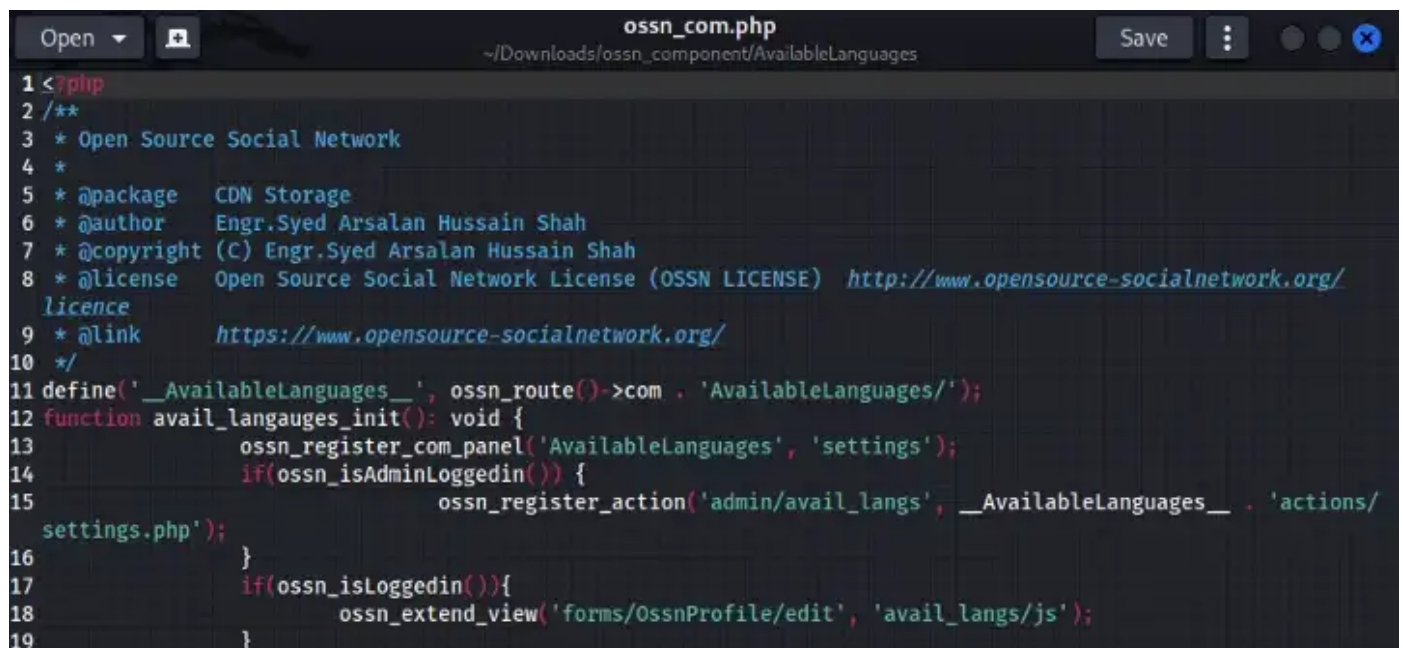 Open
ossn_com.php
Save
~/Downloads/ossn_component/AvailableLanguages
1 <?php
2 /**
3  * Open Source Social Network
4  *
5  * @package   CDN Storage
6  * @author    Engr.Syed Arsalan Hussain Shah
7  * @copyright (C) Engr.Syed Arsalan Hussain Shah
8  * @license   Open Source Social Network License (OSSN LICENSE)  http://www.opensource-socialnetwork.org/
licence
9  * @link      https://www.opensource-socialnetwork.org/
10  */
11 define('__AvailableLanguages__', ossn_route()->com . 'AvailableLanguages/');
12 function avail_langauges_init(): void {
13                 ossn_register_com_panel('AvailableLanguages', 'settings');
14                 if(ossn_isAdminLoggedin()) {
15                                 ossn_register_action('admin/avail_langs', __AvailableLanguages__ . 'actions/
settings.php');
16                 }
17                 if(ossn_isLoggedin()){
18                         ossn_extend_view('forms/OssnProfile/edit', 'avail_langs/js');
19                 }